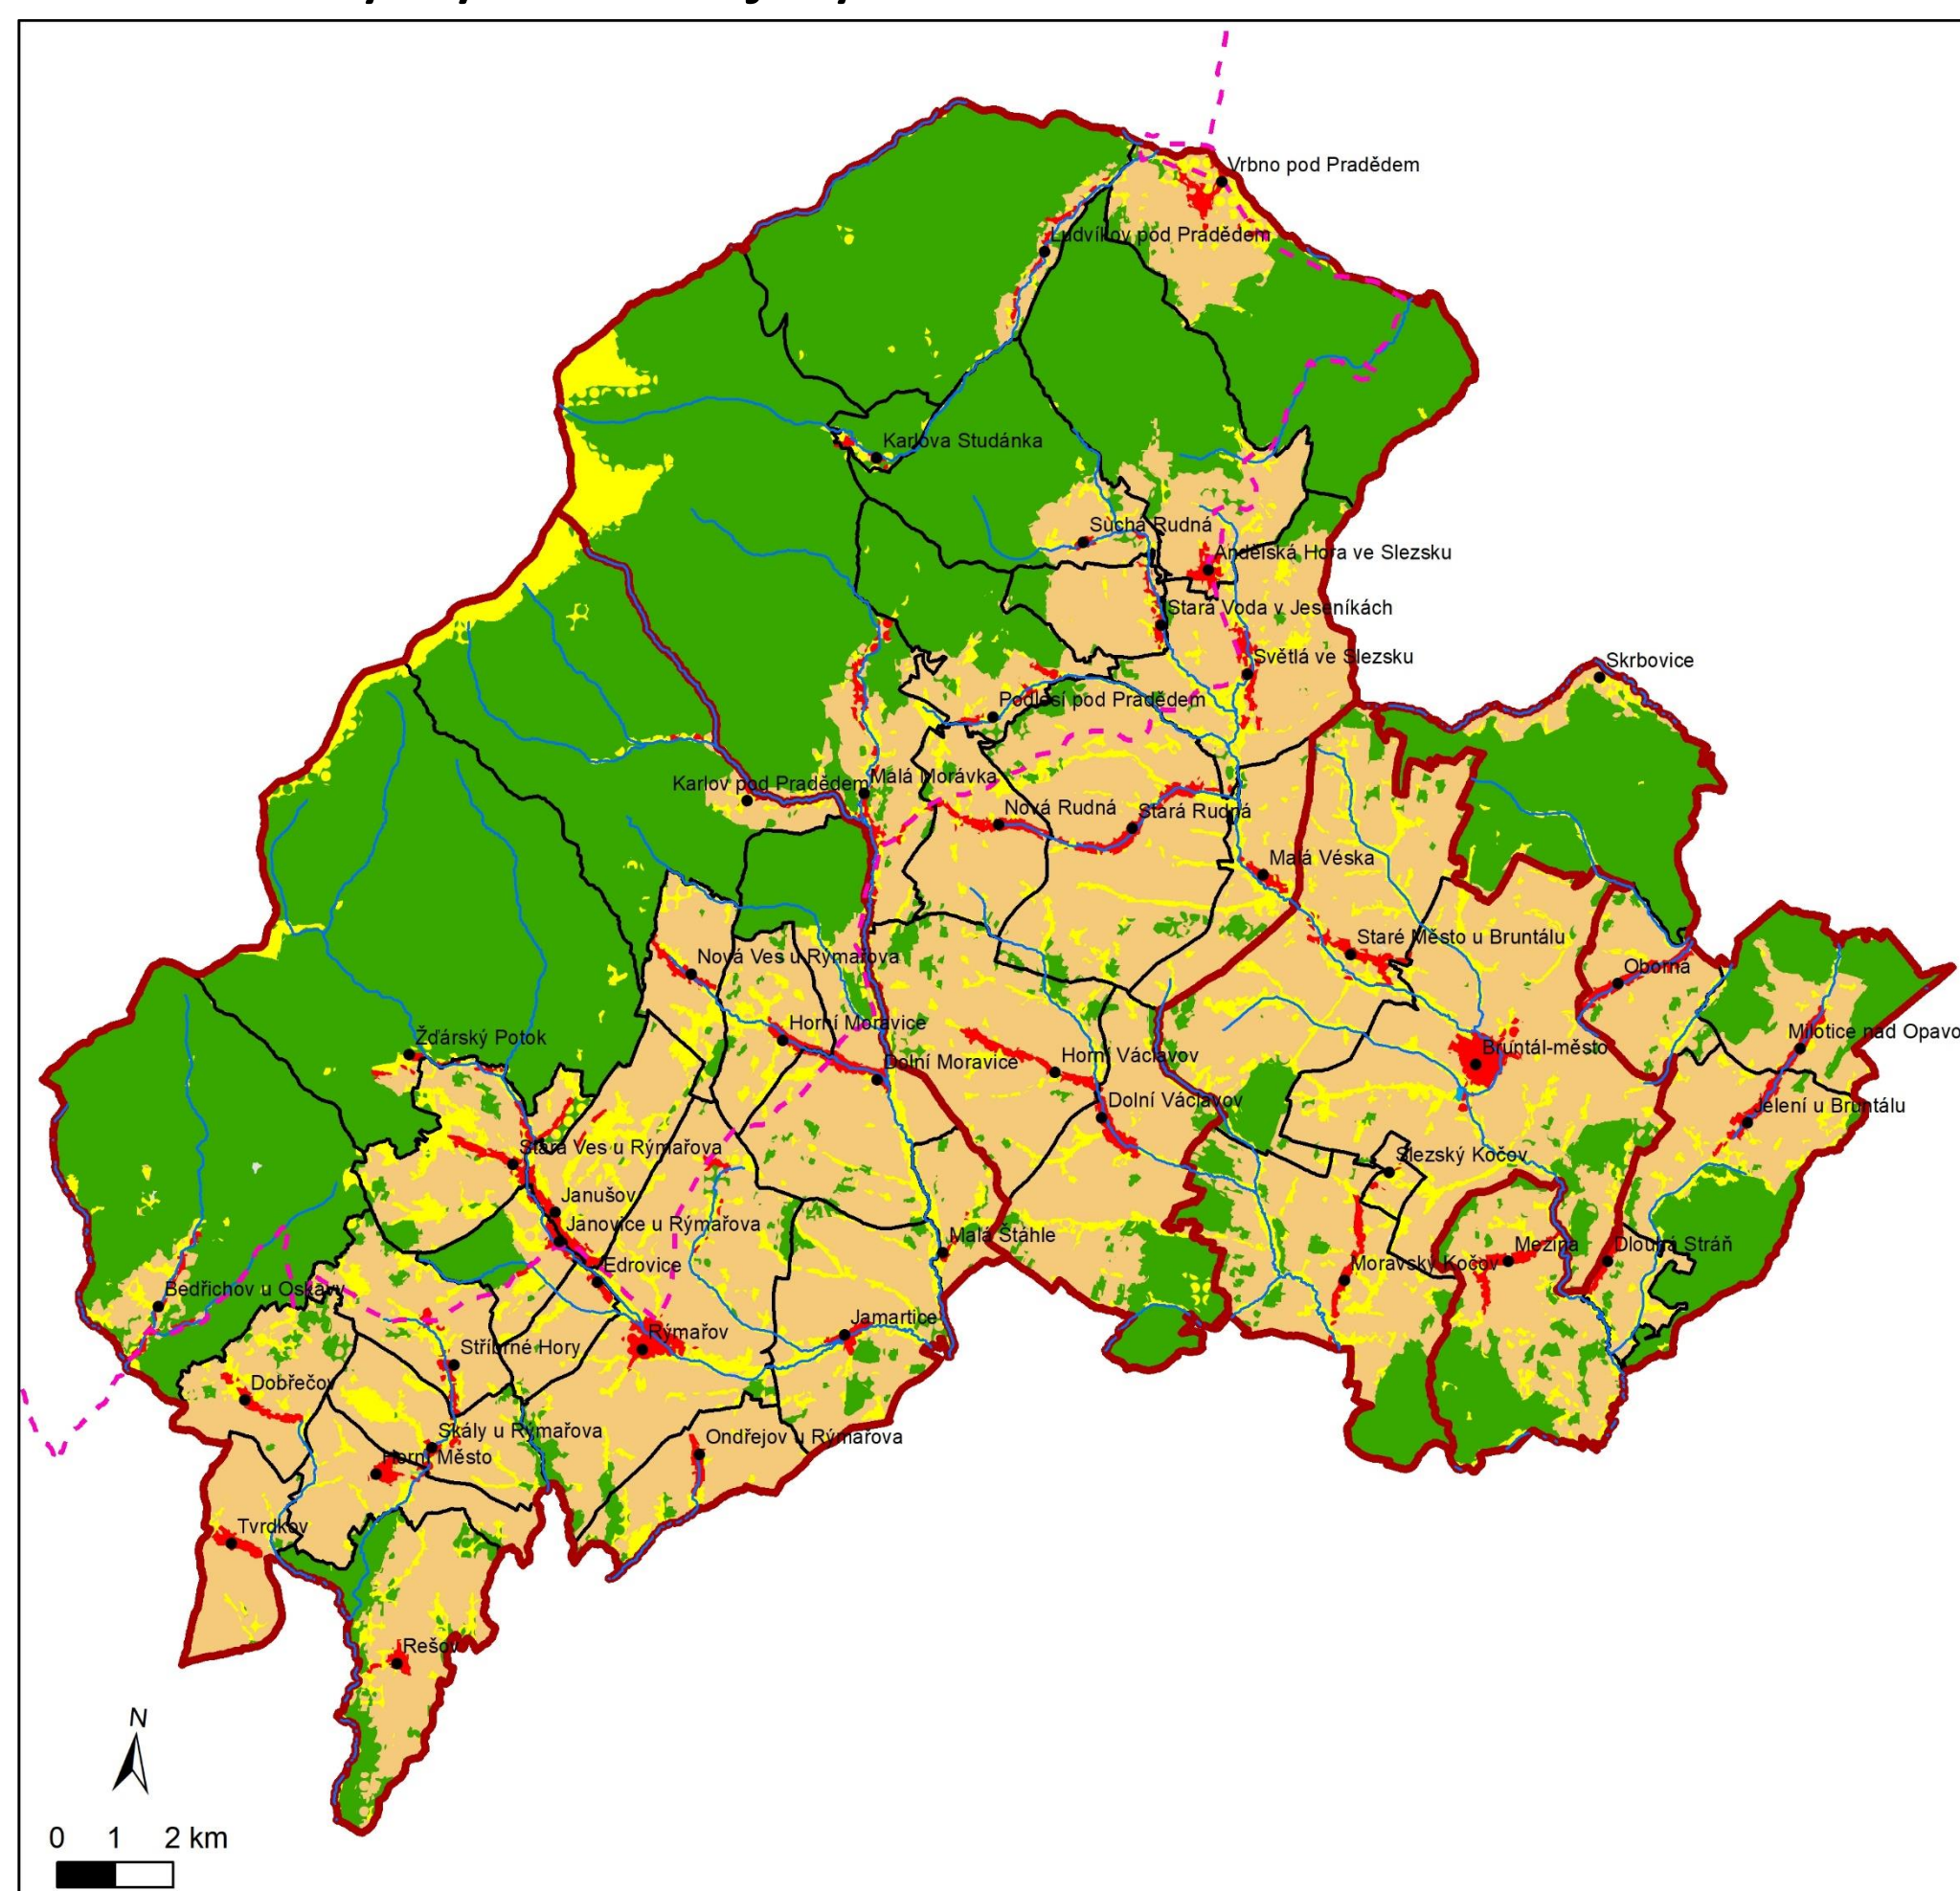 Vrbno pod Pradědem
Ludvíkov pod Pradědem
Karlova Studánka
Suchá Rudná
Andělská Hora ve Slezsku
Stará Voda v Jeseníkách
Světlá ve Slezsku
Skrbovice
Podlesí pod Pradědem
Karlov pod Pradědem
Malá Morávka
Nová Rudná
Stará Rudná
Malá Véska
Staré Město u Bruntálu
Nová Ves u Rýmařova
Oborná
Horní Moravice
Milotice nad Opavo
Žďárský Potok
Bruntál-město
Dolní Moravice
Horní Václavov
Dolní Václavov
Jelení u Bruntálu
Stará Ves u Rýmařova
Slezský Kočov
Janušov
Janovice u Rýmařova
Malá Štáhle
Mezina
Dlouhá Stráň
Edrovice
Moravský Kočov
Bedřichov u Oskavy
Jamartice
Rýmařov
Stříbrné Hory
Dobřečov
Skály u Rýmařova
Ondřejov u Rýmařova
Horní Město
Tvrdkov
Rešov
N
0 1 2 km